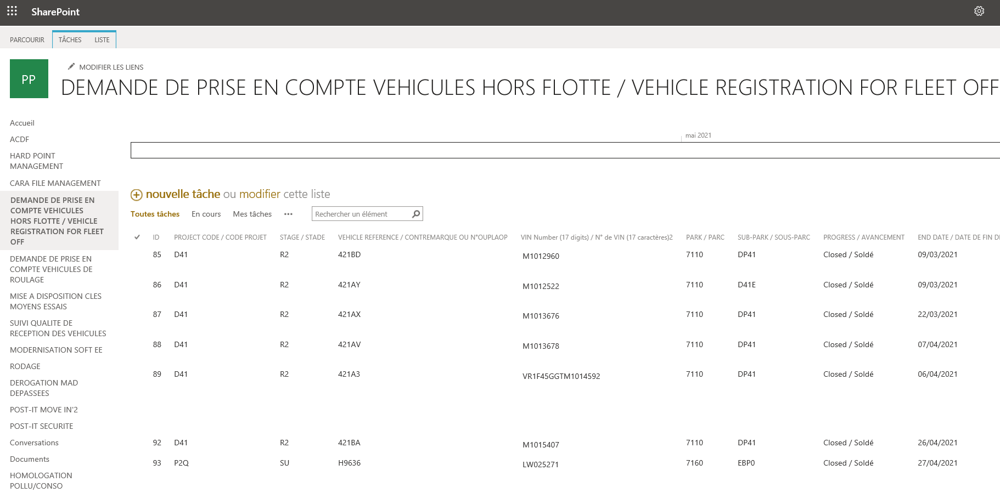 SharePoint
PARCOURIR TÂCHES LISTE
PP
MODIFIER LES LIENS
DEMANDE DE PRISE EN COMPTE VEHICULES HORS FLOTTE / VEHICLE REGISTRATION FOR FLEET OFF
Accueil
ACDF
HARD POINT
MANAGEMENT
CARA FILE MANAGEMENT
DEMANDE DE PRISE EN
COMPTE VEHICULES
HORS FLOTTE / VEHICLE
REGISTRATION FOR FLEET
OFF
DEMANDE DE PRISE EN
COMPTE VEHICULES DE
ROULAGE
MISE A DISPOSITION CLES
MOYENS ESSAIS
SUIVI QUALITE DE
RECEPTION DES VEHICULES
MODERNISATION SOFT EE
RODAGE
DEROGATION MAD
DEPASSEES
POST-IT MOVE IN'2
POST-IT SECURITE
Conversations
Documents
HOMOLOGATION
POLLU/CONSO
mai 2021
nouvelle tâche ou modifier cette liste
Toutes tâches En cours Mes tâches ••• Rechercher un élément
ID PROJECT CODE / CODE PROJET STAGE / STADE VEHICLE REFERENCE / CONTREMARQUE OU N°OUPLAOP VIN Number (17 digits) / N° de VIN (17 caractères)2 PARK / PARC SUB-PARK / SOUS-PARC PROGRESS / AVANCEMENT END DATE / DATE DE FIN
85 D41 R2 421BD M1012960 7110 DP41 Closed / Soldé 09/03/2021
86 D41 R2 421AY M1012522 7110 D41E Closed / Soldé 09/03/2021
87 D41 R2 421AX M1013676 7110 DP41 Closed / Soldé 22/03/2021
88 D41 R2 421AV M1013678 7110 DP41 Closed / Soldé 07/04/2021
89 D41 R2 421A3 VR1F45GGTM1014592 7110 DP41 Closed / Soldé 06/04/2021
92 D41 R2 421BA M1015407 7110 DP41 Closed / Soldé 26/04/2021
93 P2Q SU H9636 LW025271 7160 EBP0 Closed / Soldé 27/04/2021